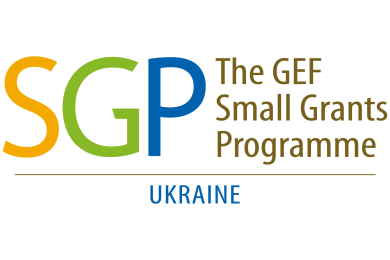 SGP
The GEF
Small Grants
Programme
UKRAINE